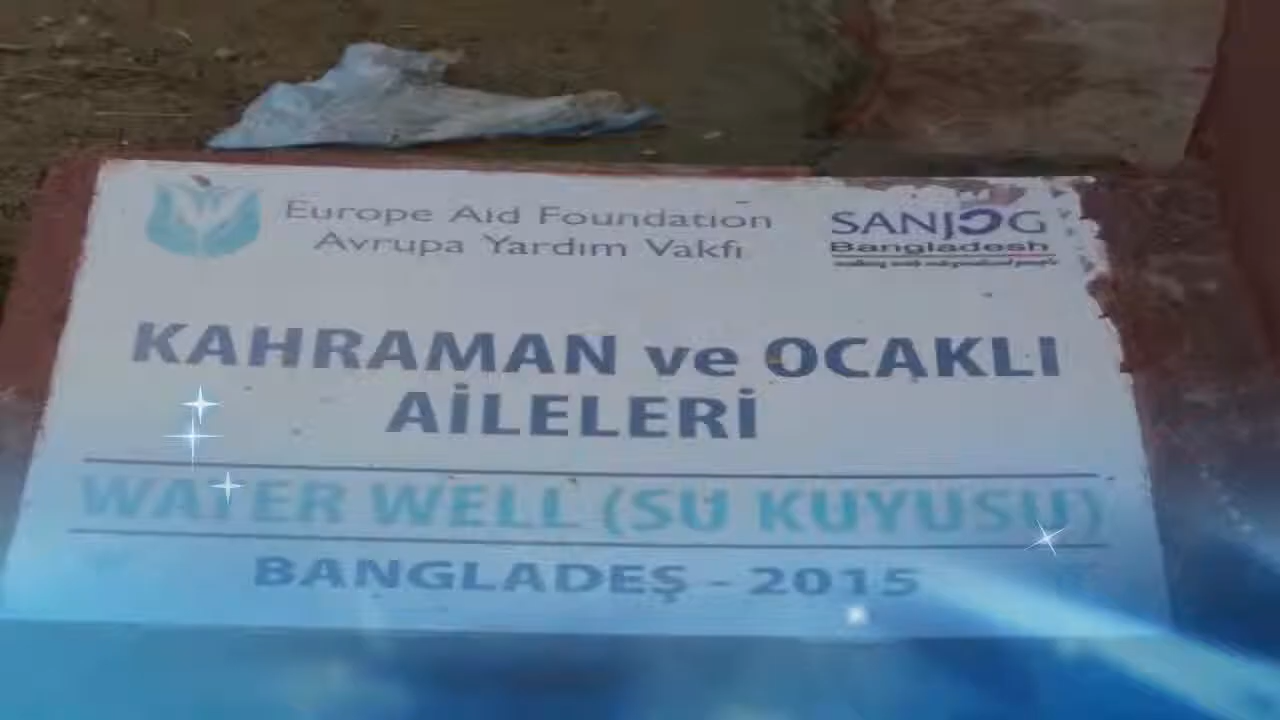 Europe Aid Foundation
Avrupa Yardım Vakfı
SANJOG
Bangladesh
KAHRAMAN ve OCAKLI
AİLELERİ
WATER WELL (SU KUYUSU)
BANGLADEŞ - 2015